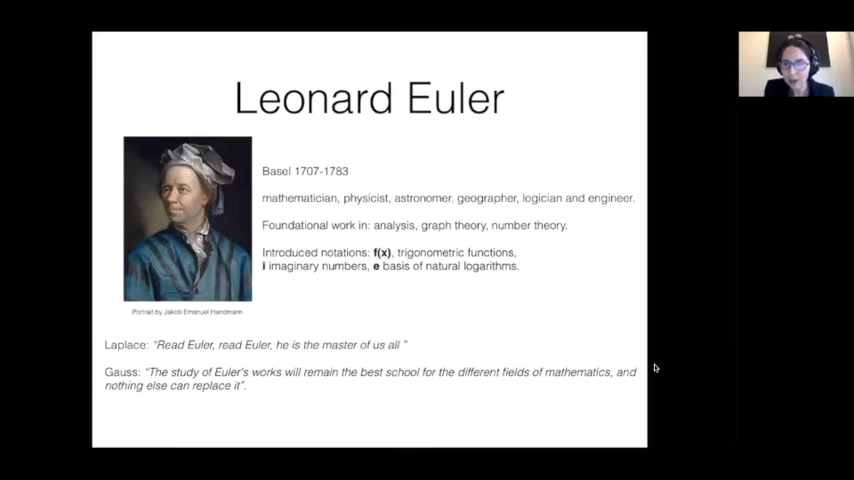 Leonard Euler
Basel 1707-1783
mathematician, physicist, astronomer, geographer, logician and engineer.
Foundational work in: analysis, graph theory, number theory.
Introduced notations: f(x), trigonometric functions,
i imaginary numbers, e basis of natural logarithms.
Portrait by Jakob Emanuel Handmann
Laplace: “Read Euler, read Euler, he is the master of us all ”
Gauss: “The study of Euler's works will remain the best school for the different fields of mathematics, and
nothing else can replace it”.